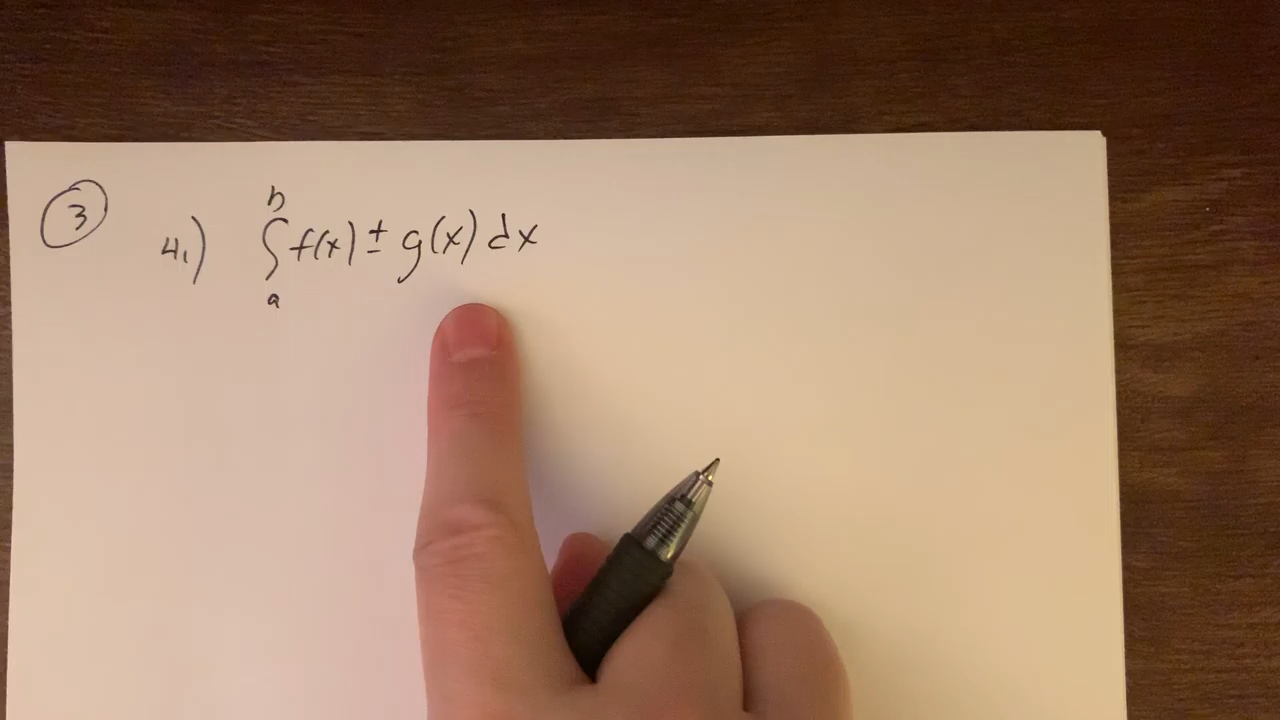 ③ 4.) ∫_a^b f(x) ± g(x) dx